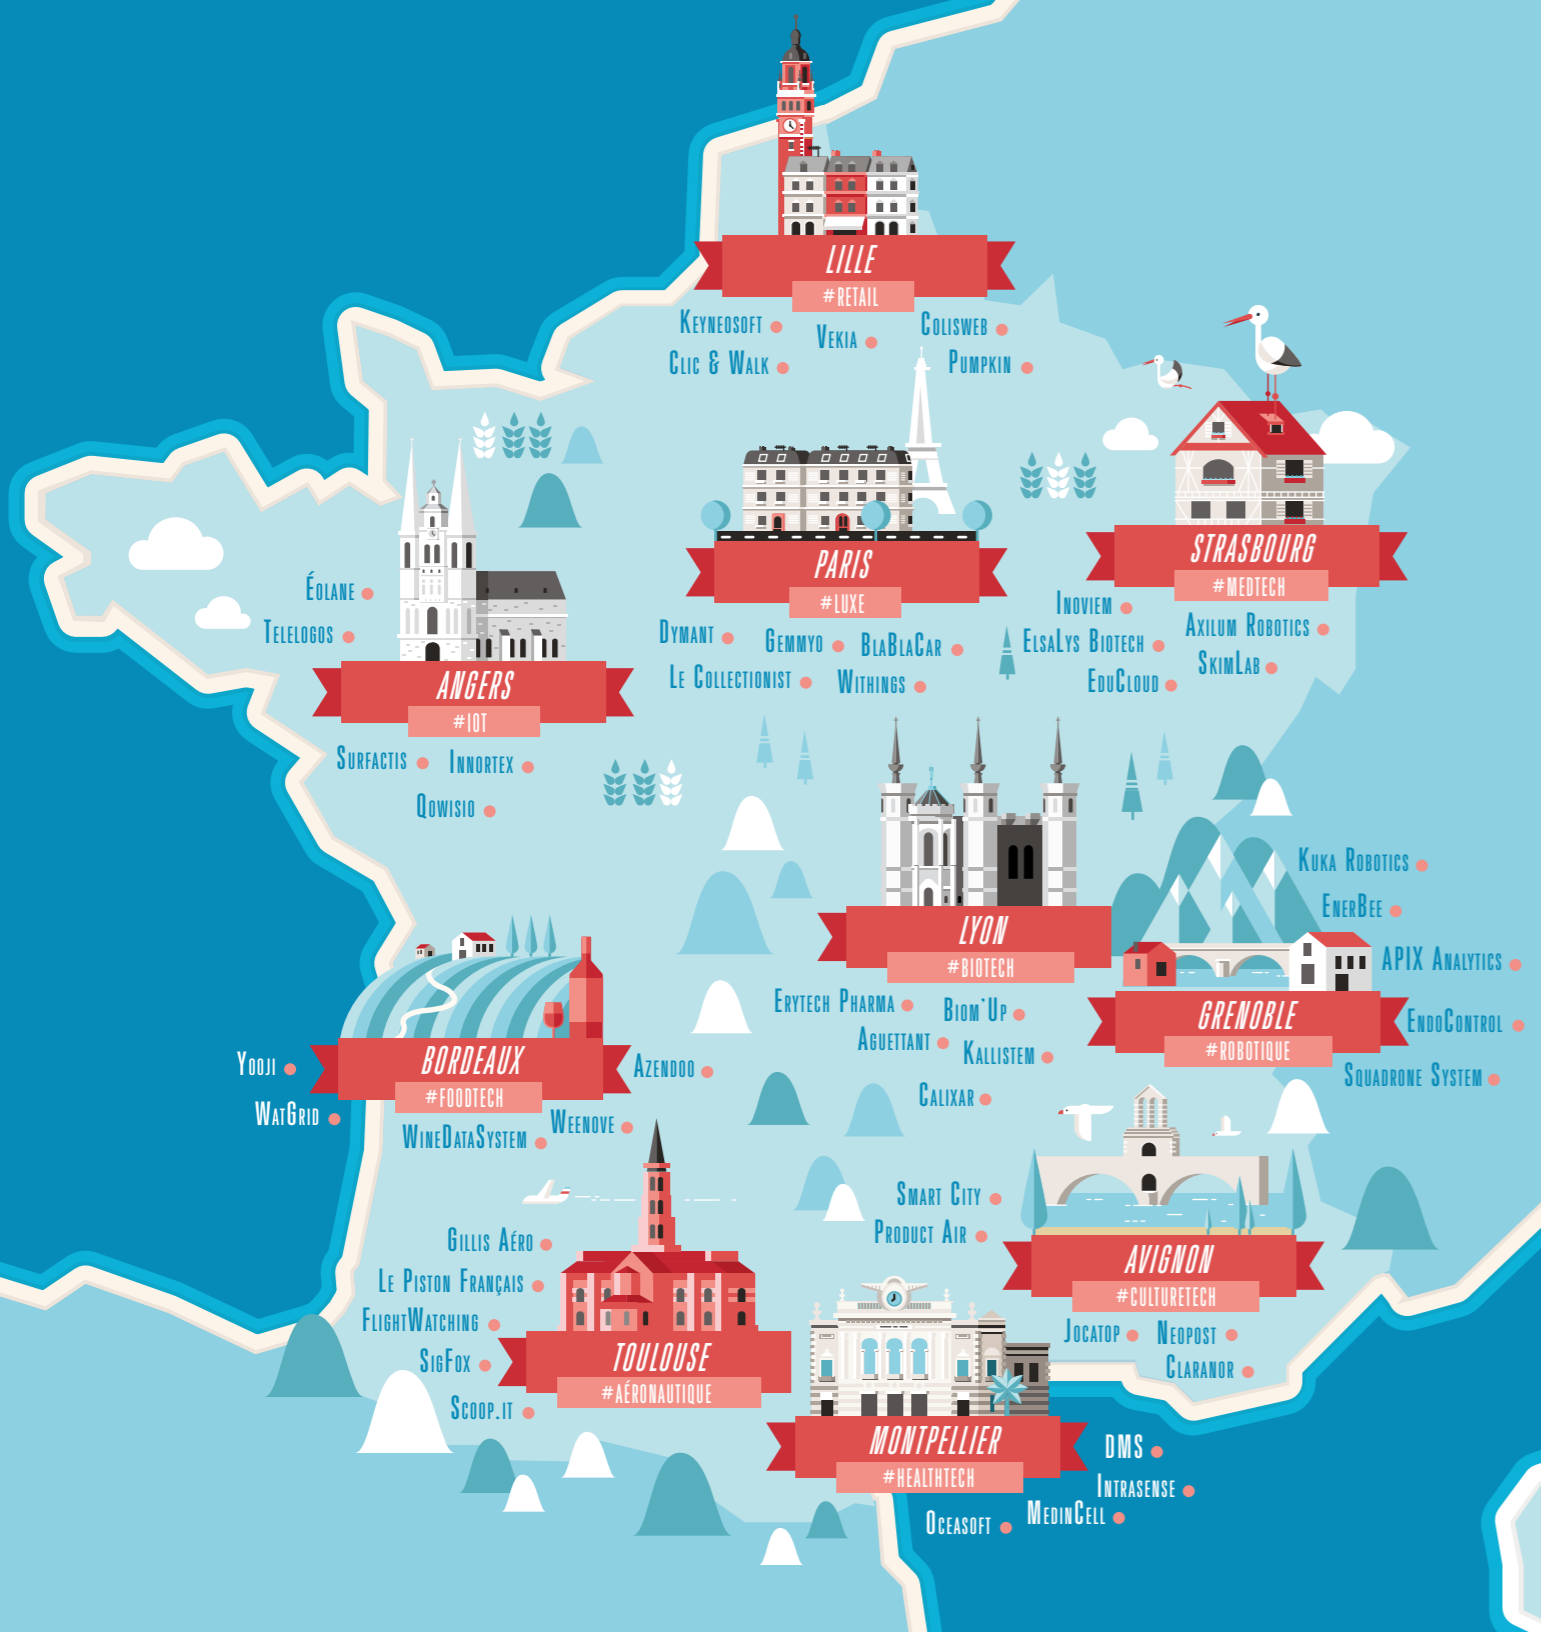 LILLE
#RETAIL
KEYNEOSOFT
VEKIA
COLISWEB
CLIC & WALK
PUMPKIN
PARIS
#LUXE
DYMANT
GEMMYO
BLABLACAR
LE COLLECTIONIST
WITHINGS
STRASBOURG
#MEDTECH
INOVIEM
AXILUM ROBOTICS
ELSALYS BIOTECH
SKIMLAB
EDUCLOUD
ÉOLANE
TELELOGOS
ANGERS
#IOT
SURFACTIS
INNORTEX
QOWISIO
LYON
#BIOTECH
ERYTECH PHARMA
BIOM'UP
AGUETTANT
KALLISTEM
CALIXAR
KUKA ROBOTICS
ENERBEE
APIX ANALYTICS
GRENOBLE
#ROBOTIQUE
ENDOCONTROL
SQUADRONE SYSTEM
BORDEAUX
#FOODTECH
YOOJI
AZENDOO
WATGRID
WINEDATASYSTEM
WEENOVE
SMART CITY
PRODUCT AIR
AVIGNON
#CULTURETECH
JOCATOP
NEOPOST
CLARANOR
GILLIS AÉRO
LE PISTON FRANÇAIS
FLIGHTWATCHING
SIGFOX
SCOOP.IT
TOULOUSE
#AÉRONAUTIQUE
MONTPELLIER
#HEALTHTECH
DMS
INTRASENSE
MEDINCELL
OCEASOFT